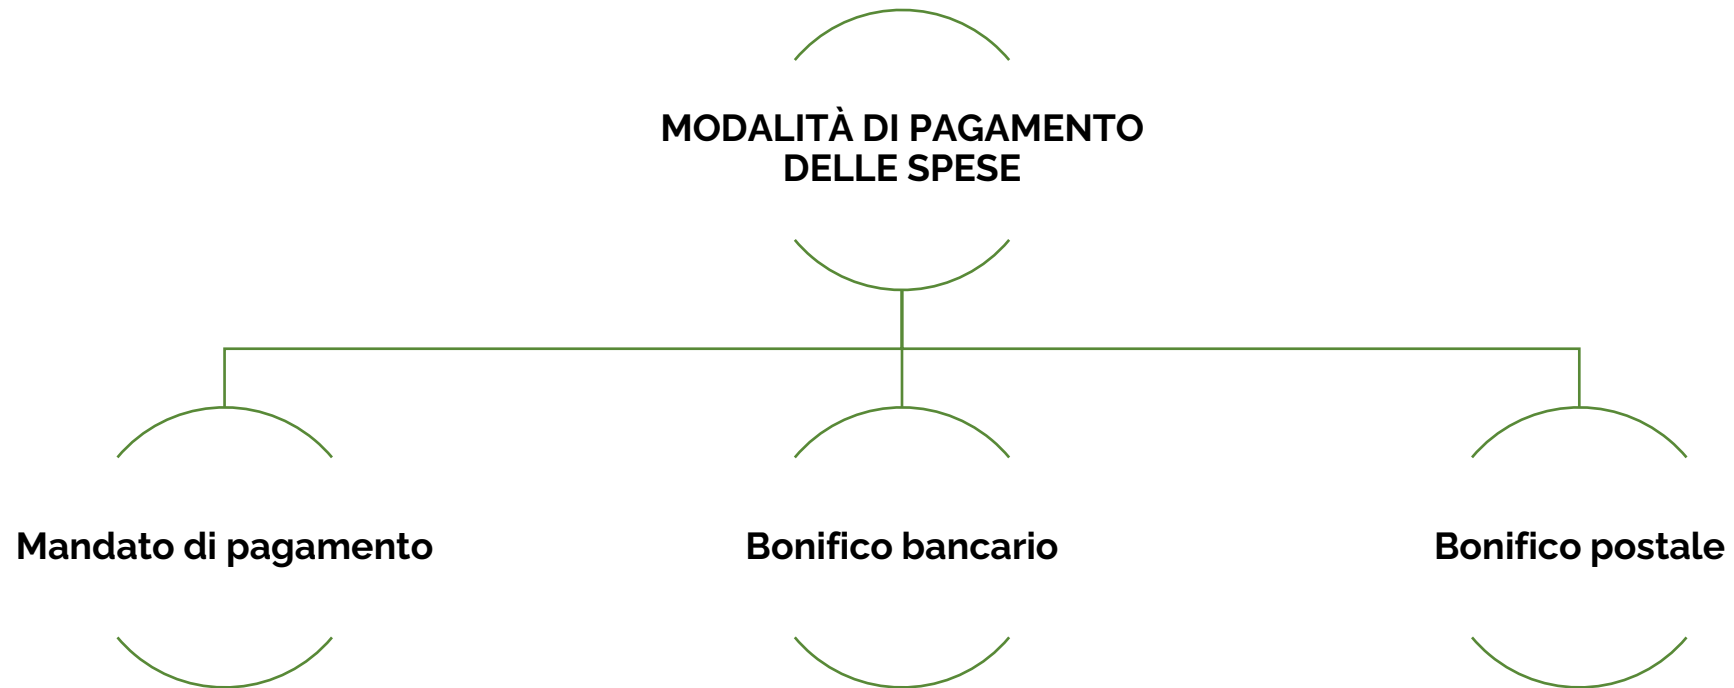 MODALITÀ DI PAGAMENTO
DELLE SPESE
Mandato di pagamento
Bonifico bancario
Bonifico postale